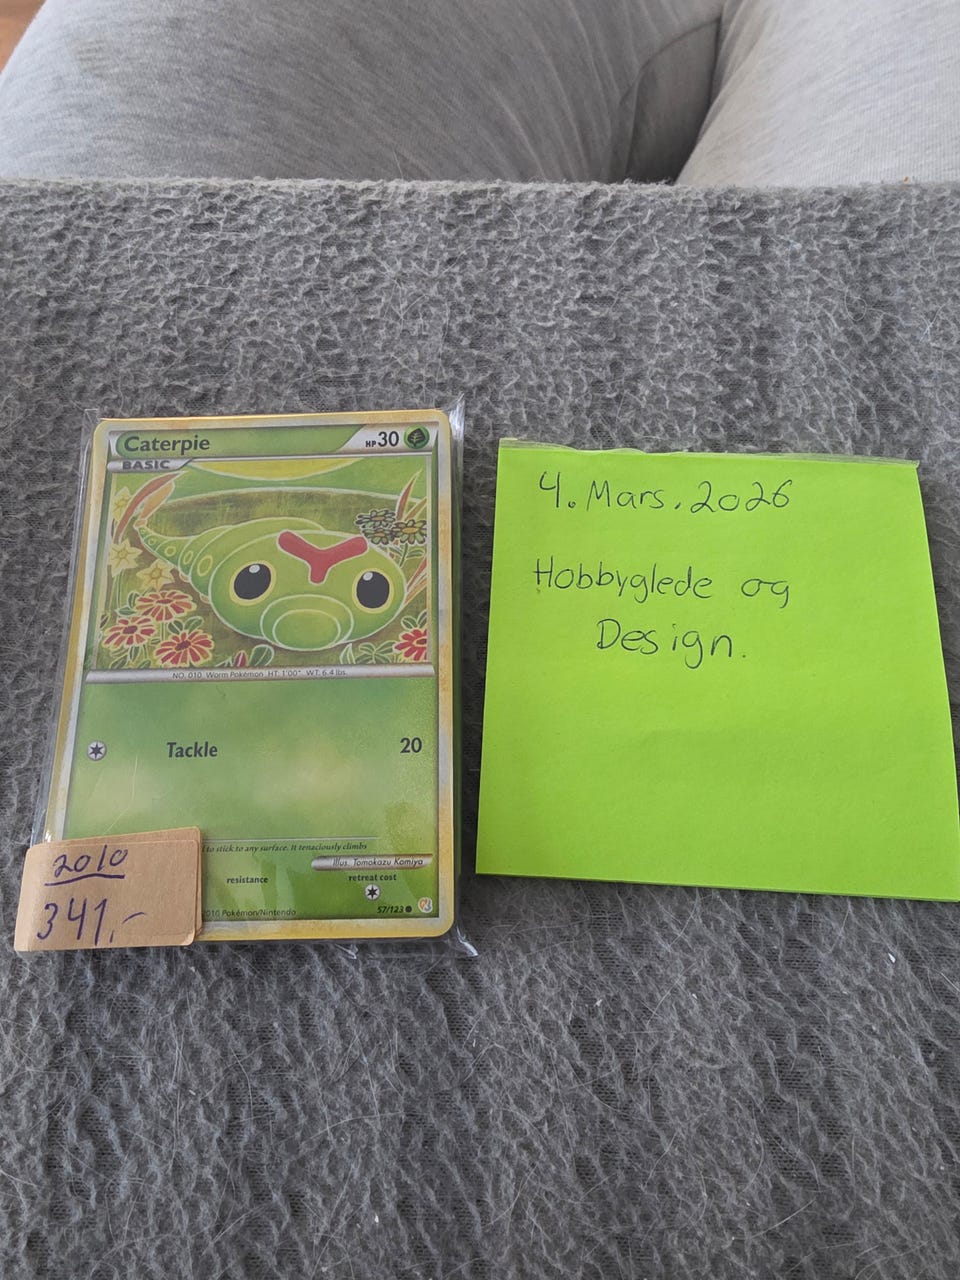 Caterpie
HP 30
BASIC
NO. 010 Worm Pokémon HT: 1'00" WT: 6.4 lbs.
Tackle 20
to stick to any surface. It tenaciously climbs
Illus. Tomokazu Komiya
resistance retreat cost
2010 Pokémon/Nintendo
57/123
2010
341,-
4. Mars. 2026
Hobbyglede og
Design.